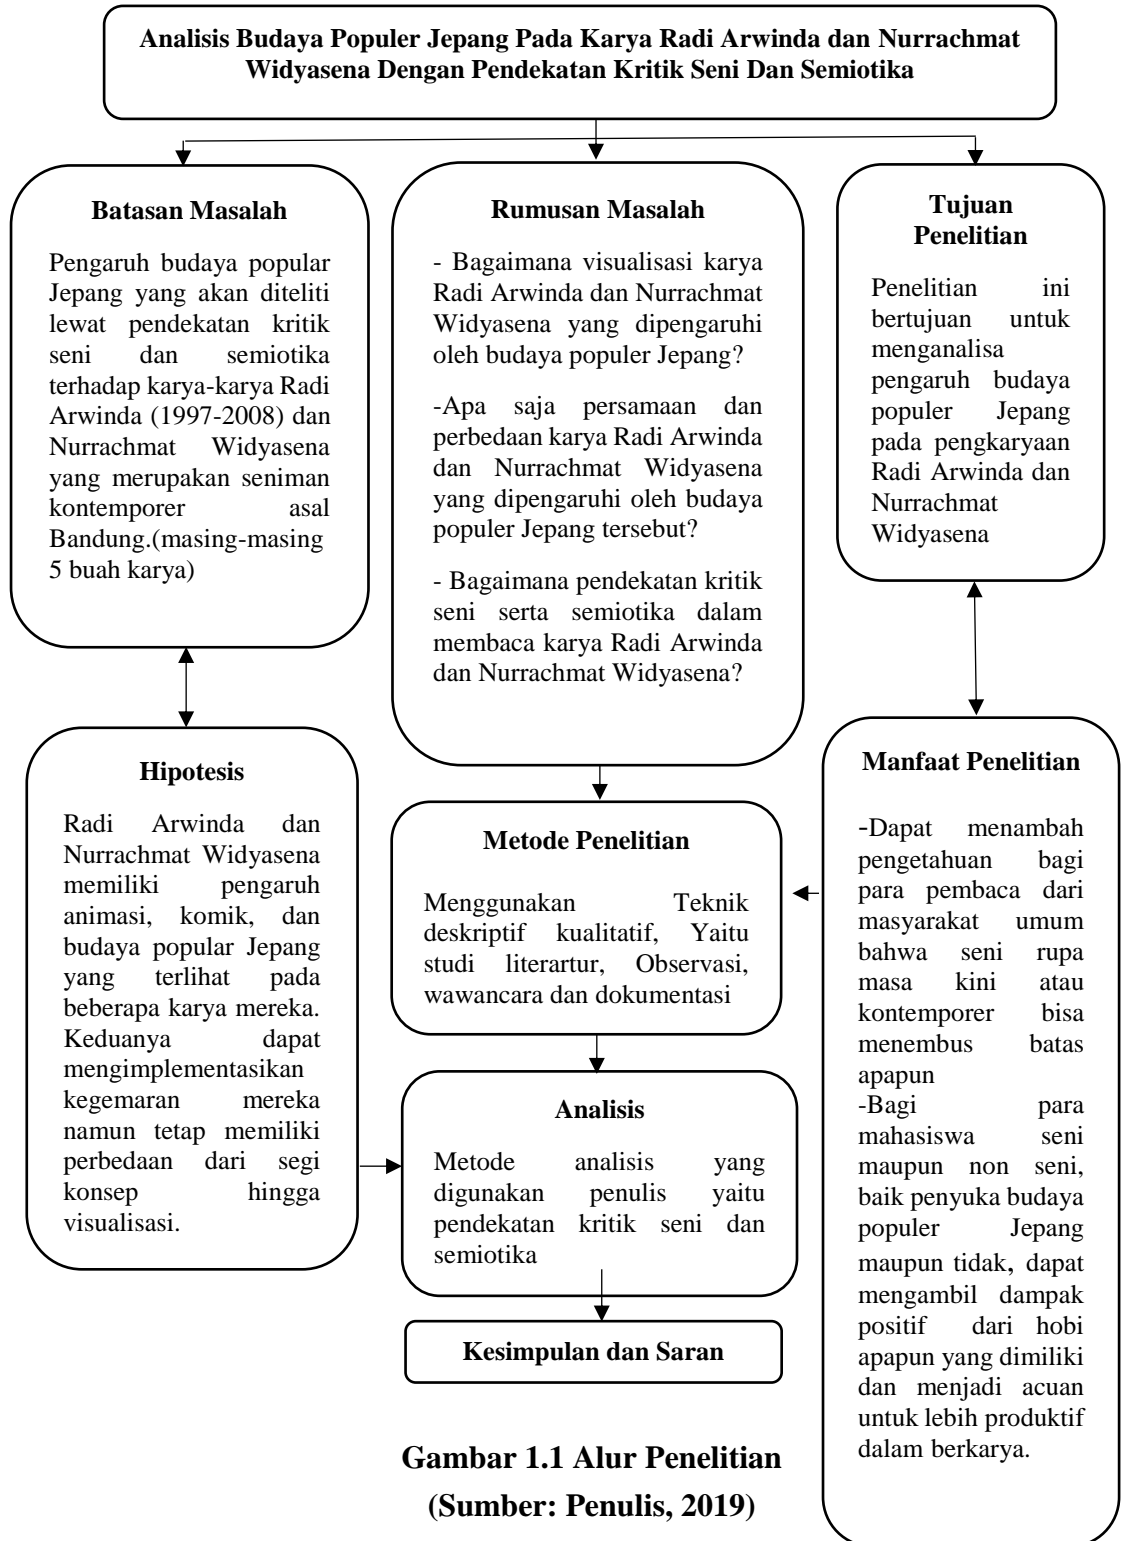 Analisis Budaya Populer Jepang Pada Karya Radi Arwinda dan Nurrachmat
Widyasena Dengan Pendekatan Kritik Seni Dan Semiotika
Batasan Masalah
Pengaruh budaya popular
Jepang yang akan diteliti
lewat pendekatan kritik
seni dan semiotika
terhadap karya-karya Radi
Arwinda (1997-2008) dan
Nurrachmat Widyasena
yang merupakan seniman
kontemporer asal
Bandung.(masing-masing
5 buah karya)
Rumusan Masalah
- Bagaimana visualisasi karya
Radi Arwinda dan Nurrachmat
Widyasena yang dipengaruhi
oleh budaya populer Jepang?
-Apa saja persamaan dan
perbedaan karya Radi Arwinda
dan Nurrachmat Widyasena
yang dipengaruhi oleh budaya
populer Jepang tersebut?
- Bagaimana pendekatan kritik
seni serta semiotika dalam
membaca karya Radi Arwinda
dan Nurrachmat Widyasena?
Tujuan
Penelitian
Penelitian ini
bertujuan untuk
menganalisa
pengaruh budaya
populer Jepang
pada pengkaryaan
Radi Arwinda dan
Nurrachmat
Widyasena
Hipotesis
Radi Arwinda dan
Nurrachmat Widyasena
memiliki pengaruh
animasi, komik, dan
budaya popular Jepang
yang terlihat pada
beberapa karya mereka.
Keduanya dapat
mengimplementasikan
kegemaran mereka
namun tetap memiliki
perbedaan dari segi
konsep hingga
visualisasi.
Metode Penelitian
Menggunakan Teknik
deskriptif kualitatif, Yaitu
studi literartur, Observasi,
wawancara dan dokumentasi
Manfaat Penelitian
-Dapat menambah
pengetahuan bagi
para pembaca dari
masyarakat umum
bahwa seni rupa
masa kini atau
kontemporer bisa
menembus batas
apapun
-Bagi para
mahasiswa seni
maupun non seni,
baik penyuka budaya
populer Jepang
maupun tidak, dapat
mengambil dampak
positif dari hobi
apapun yang dimiliki
dan menjadi acuan
untuk lebih produktif
dalam berkarya.
Analisis
Metode analisis yang
digunakan penulis yaitu
pendekatan kritik seni dan
semiotika
Kesimpulan dan Saran
Gambar 1.1 Alur Penelitian
(Sumber: Penulis, 2019)